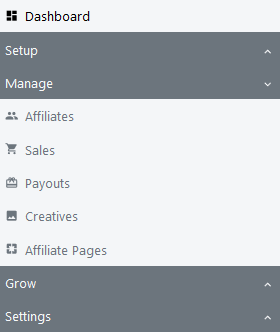 Dashboard
Setup
Manage
Affiliates
Sales
Payouts
Creatives
Affiliate Pages
Grow
Settings